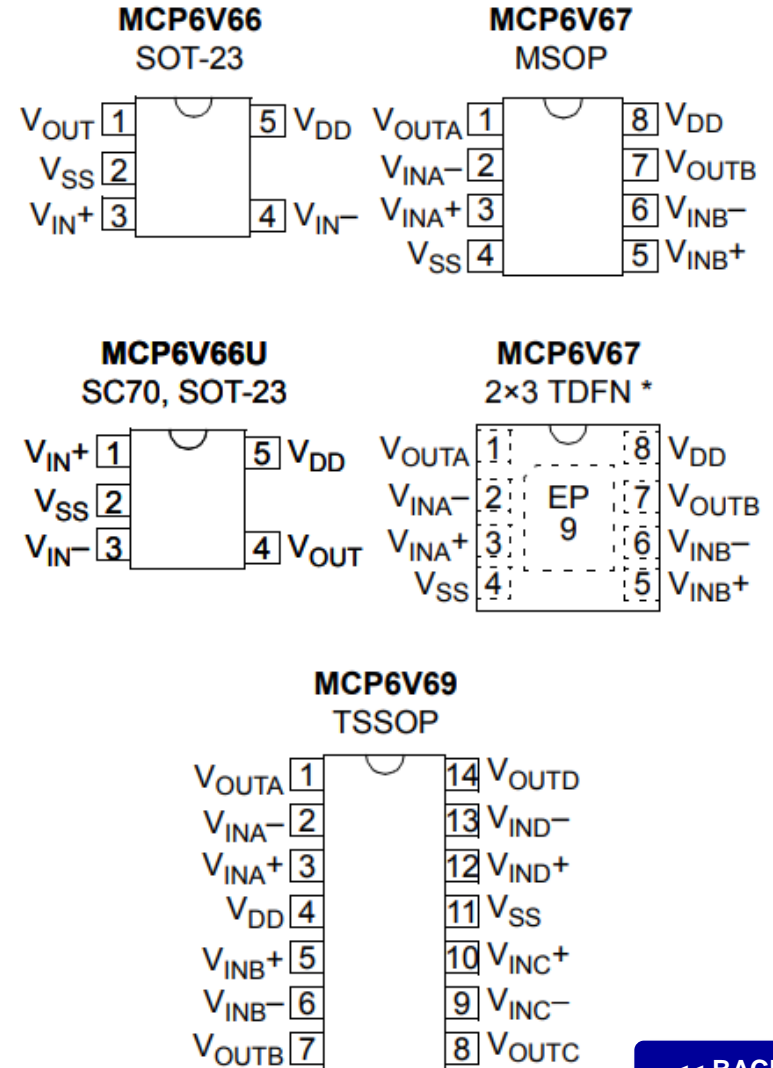 MCP6V66
SOT-23
VOUT 1 5 VDD
VSS 2
VIN+ 3 4 VIN–
MCP6V67
MSOP
VOUTA 1 8 VDD
VINA– 2 7 VOUTB
VINA+ 3 6 VINB–
VSS 4 5 VINB+
MCP6V66U
SC70, SOT-23
VIN+ 1 5 VDD
VSS 2
VIN– 3 4 VOUT
MCP6V67
2×3 TDFN *
VOUTA 1 8 VDD
VINA– 2 EP 7 VOUTB
9
VINA+ 3 6 VINB–
VSS 4 5 VINB+
MCP6V69
TSSOP
VOUTA 1 14 VOUTD
VINA– 2 13 VIND–
VINA+ 3 12 VIND+
VDD 4 11 VSS
VINB+ 5 10 VINC+
VINB– 6 9 VINC–
VOUTB 7 8 VOUTC